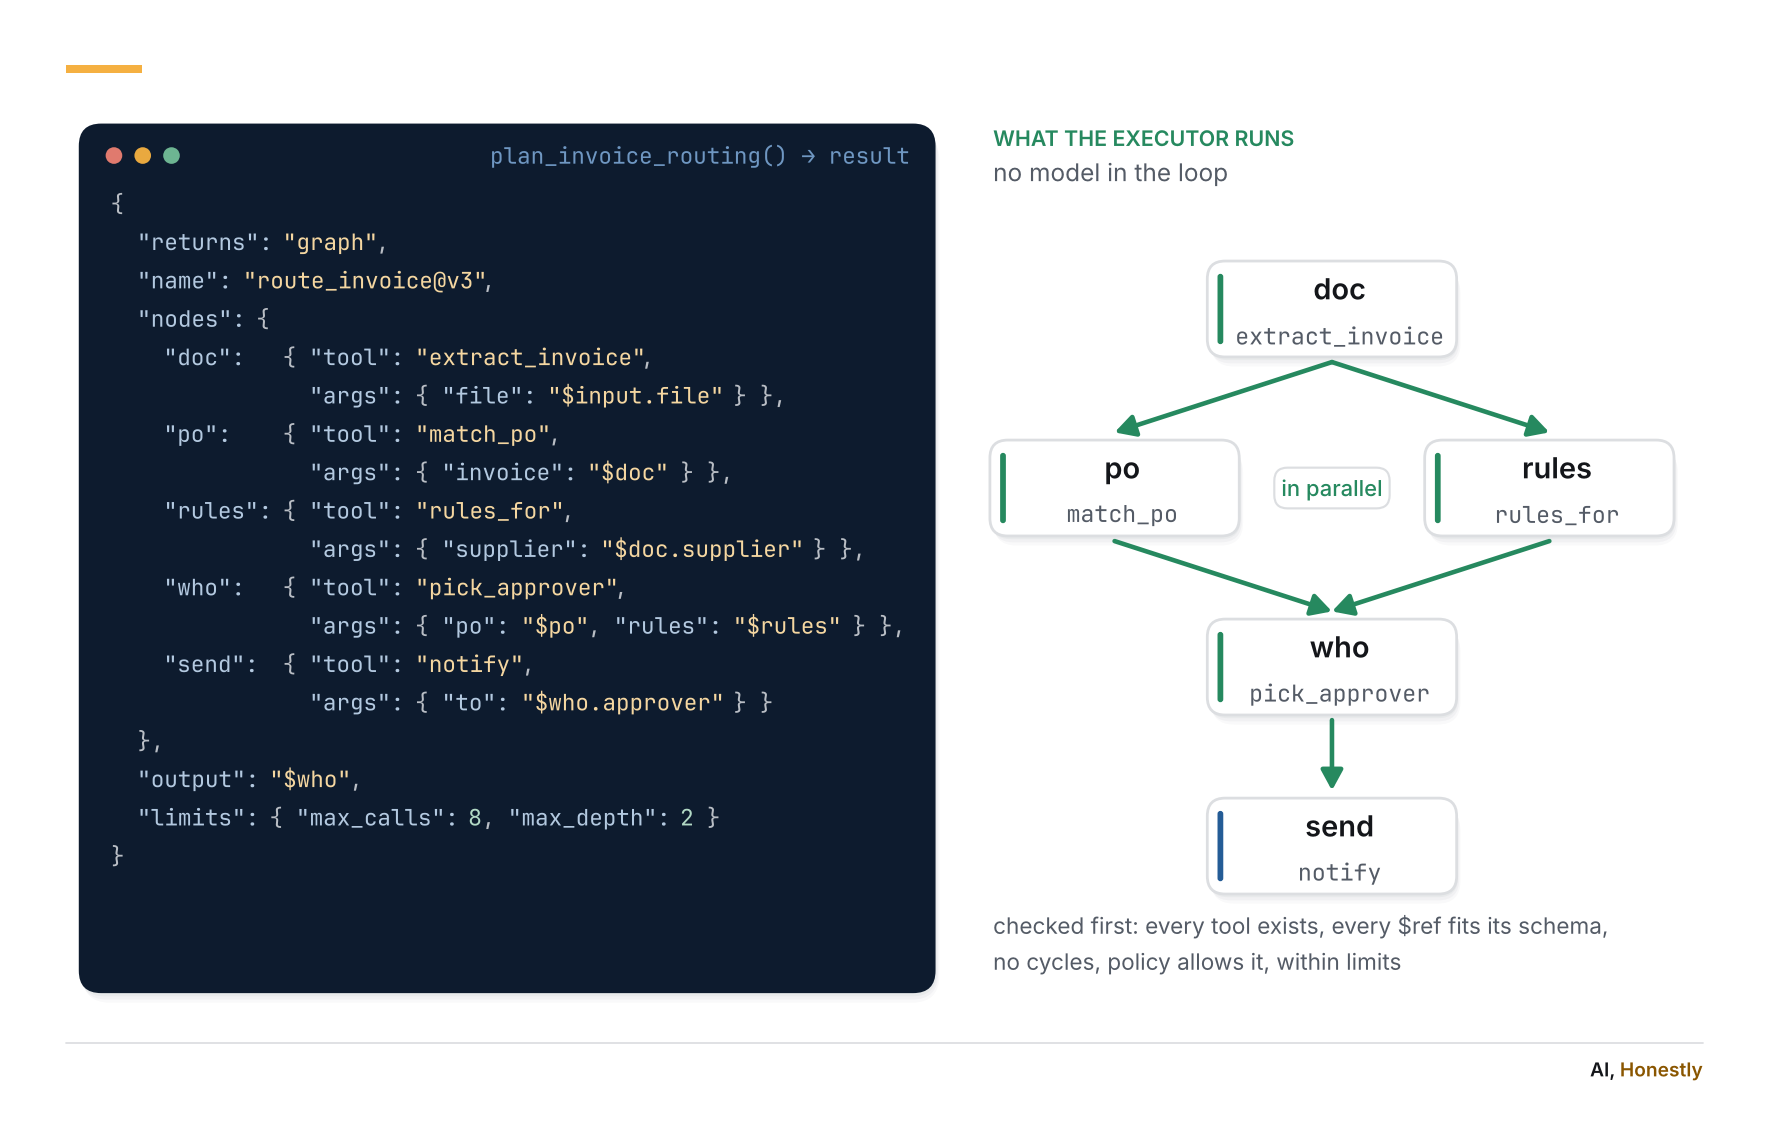 plan_invoice_routing() → result
{
  "returns": "graph",
  "name": "route_invoice@v3",
  "nodes": {
    "doc":   { "tool": "extract_invoice",
               "args": { "file": "$input.file" } },
    "po":    { "tool": "match_po",
               "args": { "invoice": "$doc" } },
    "rules": { "tool": "rules_for",
               "args": { "supplier": "$doc.supplier" } },
    "who":   { "tool": "pick_approver",
               "args": { "po": "$po", "rules": "$rules" } },
    "send":  { "tool": "notify",
               "args": { "to": "$who.approver" } }
  },
  "output": "$who",
  "limits": { "max_calls": 8, "max_depth": 2 }
}
WHAT THE EXECUTOR RUNS
no model in the loop
doc
extract_invoice
po
match_po
in parallel
rules
rules_for
who
pick_approver
send
notify
checked first: every tool exists, every $ref fits its schema,
no cycles, policy allows it, within limits
AI, Honestly